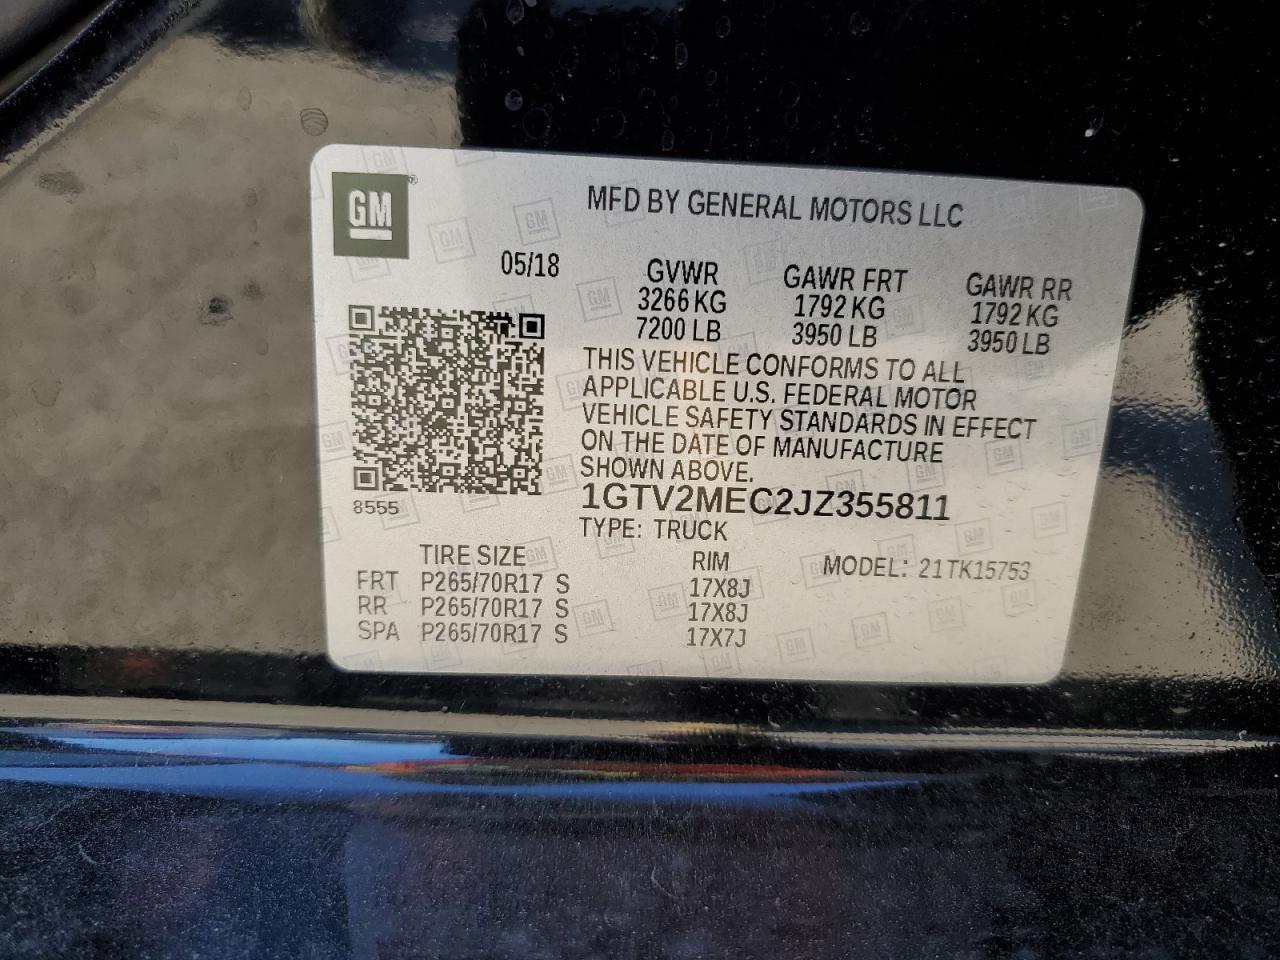 GM®
MFD BY GENERAL MOTORS LLC
05/18 GVWR GAWR FRT GAWR RR
3266 KG 1792 KG 1792 KG
7200 LB 3950 LB 3950 LB
THIS VEHICLE CONFORMS TO ALL
APPLICABLE U.S. FEDERAL MOTOR
VEHICLE SAFETY STANDARDS IN EFFECT
ON THE DATE OF MANUFACTURE
SHOWN ABOVE.
8555 1GTV2MEC2JZ355811
TYPE: TRUCK
TIRE SIZE RIM MODEL: 21TK15753
FRT P265/70R17 S 17X8J
RR P265/70R17 S 17X8J
SPA P265/70R17 S 17X7J